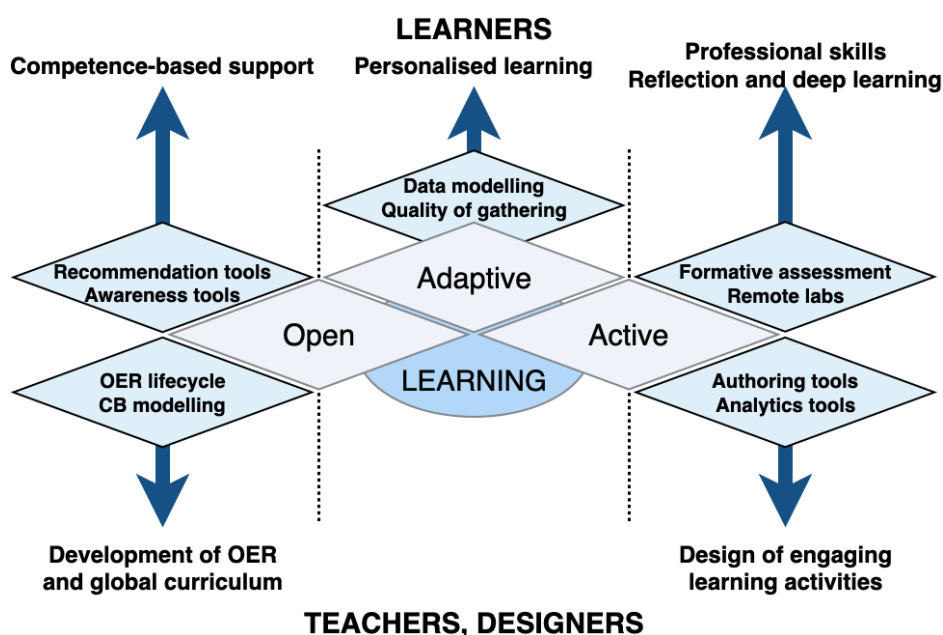 LEARNERS
Competence-based support
Personalised learning
Professional skills
Reflection and deep learning
Data modelling
Quality of gathering
Recommendation tools
Awareness tools
Adaptive
Formative assessment
Remote labs
Open
Active
LEARNING
OER lifecycle
CB modelling
Authoring tools
Analytics tools
Development of OER
and global curriculum
Design of engaging
learning activities
TEACHERS, DESIGNERS